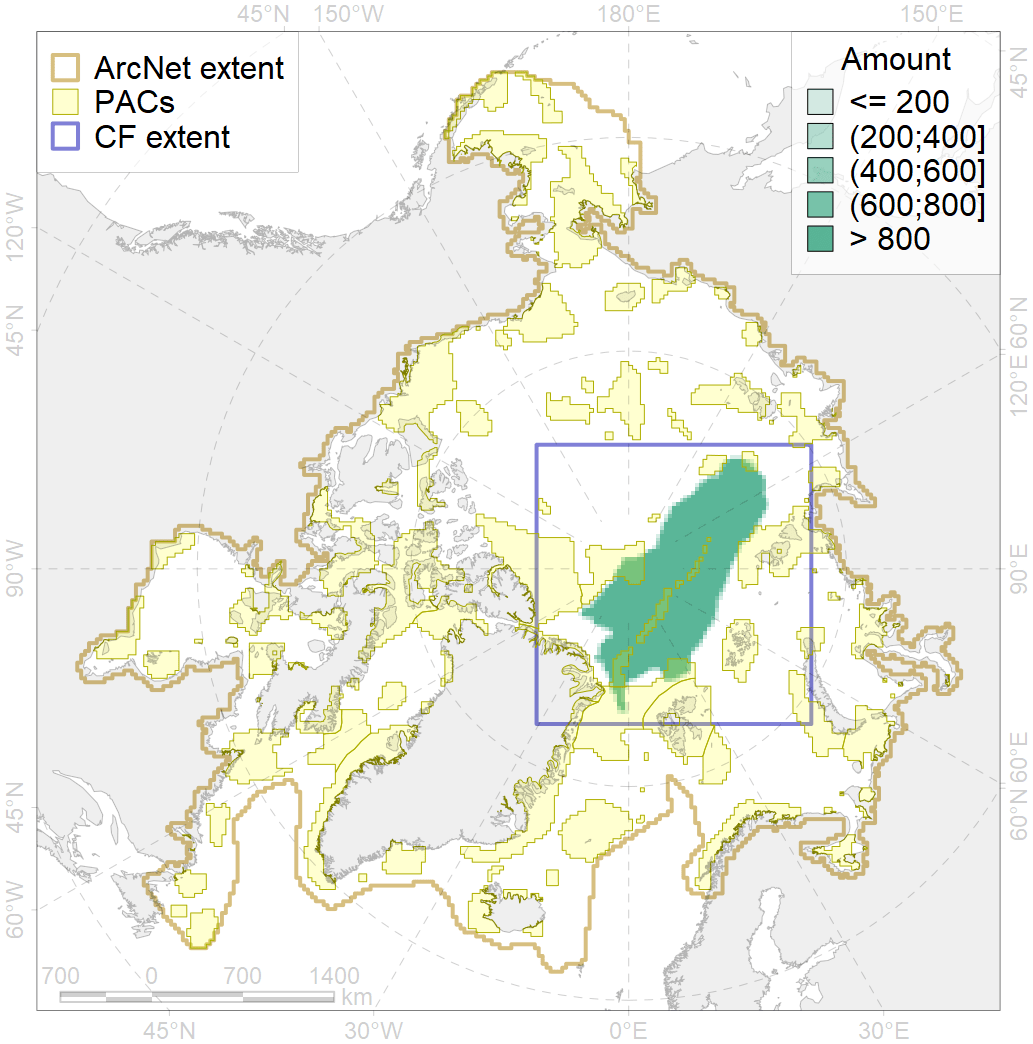 45°N 150°W 180°E 150°E
ArcNet extent
PACs
CF extent
Amount
<= 200
(200;400]
(400;600]
(600;800]
> 800
45°N
120°W
60°N
45°N
120°E
90°W
90°E
60°E
45°N
60°N
60°W
700 0 700 1400
km
45°N 30°W 0°E 30°E